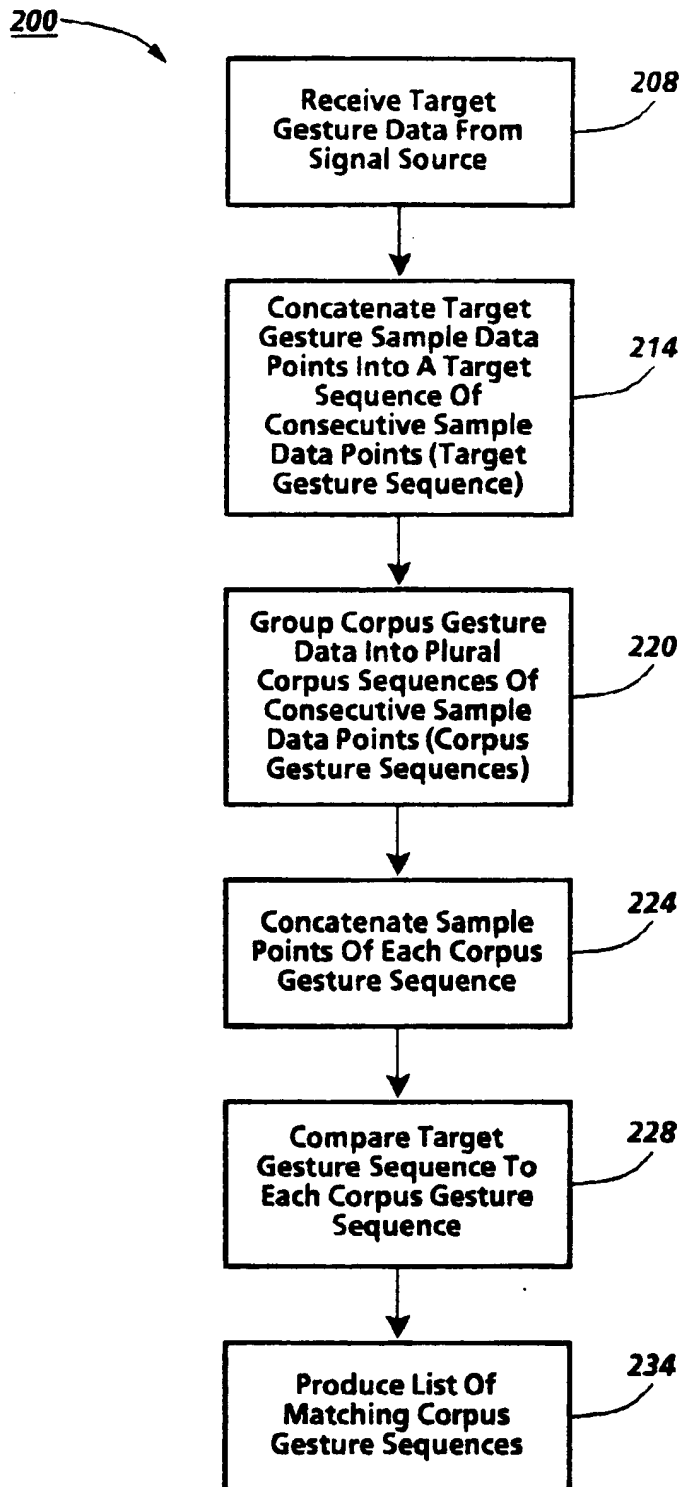 200
208
Receive Target
Gesture Data From
Signal Source
214
Concatenate Target
Gesture Sample Data
Points Into A Target
Sequence Of
Consecutive Sample
Data Points (Target
Gesture Sequence)
220
Group Corpus Gesture
Data Into Plural
Corpus Sequences Of
Consecutive Sample
Data Points (Corpus
Gesture Sequences)
224
Concatenate Sample
Points Of Each Corpus
Gesture Sequence
228
Compare Target
Gesture Sequence To
Each Corpus Gesture
Sequence
234
Produce List Of
Matching Corpus
Gesture Sequences